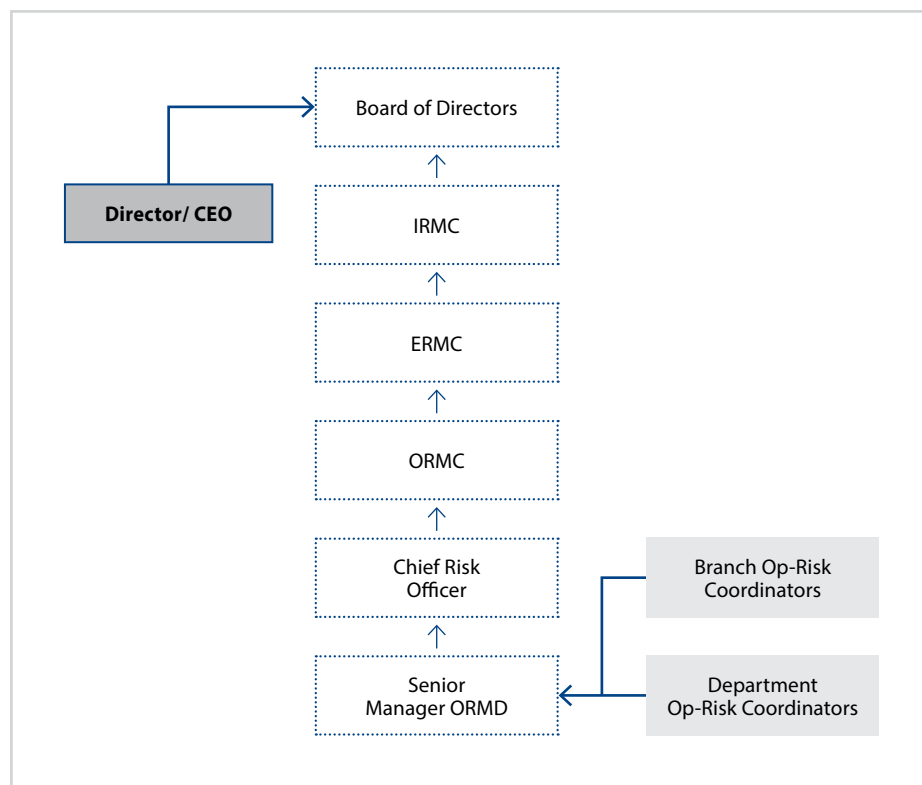 Board of Directors
Director/ CEO
IRMC
ERMC
ORMC
Chief Risk
Officer
Branch Op-Risk
Coordinators
Senior
Manager ORMD
Department
Op-Risk Coordinators